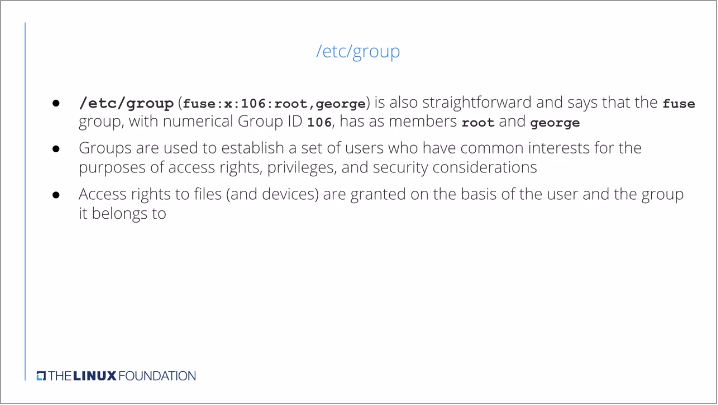 /etc/group
● /etc/group (fuse:x:106:root,george) is also straightforward and says that the fuse
group, with numerical Group ID 106, has as members root and george
● Groups are used to establish a set of users who have common interests for the
purposes of access rights, privileges, and security considerations
● Access rights to files (and devices) are granted on the basis of the user and the group
it belongs to
THE LINUX FOUNDATION